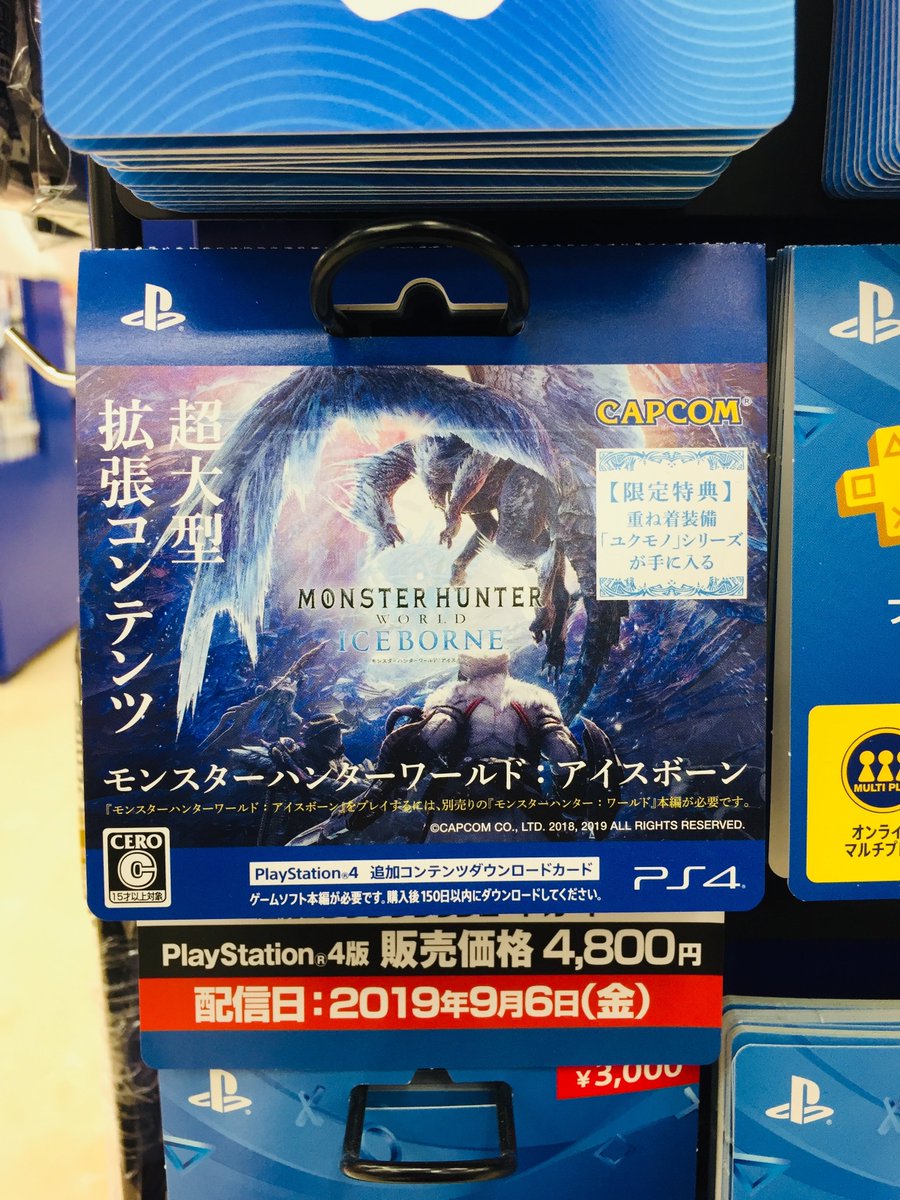 超大型
拡張コンテンツ
CAPCOM
【限定特典】
重ね着装備
「ユクモノ」シリーズ
が手に入る
MONSTER HUNTER
WORLD
ICEBORNE
モンスターハンターワールド：アイスボーン
『モンスターハンターワールド：アイスボーン』をプレイするには、別売りの『モンスターハンター：ワールド』本編が必要です。
©CAPCOM CO., LTD. 2018, 2019 ALL RIGHTS RESERVED.
CERO
C
15才以上対象
PlayStation®4 追加コンテンツダウンロードカード
ゲームソフト本編が必要です。購入後150日以内にダウンロードしてください。
PS4
PlayStation®4版 販売価格 4,800円
配信日：2019年9月6日(金)
¥3,000
MULTI PL
オンライ
マルチプ